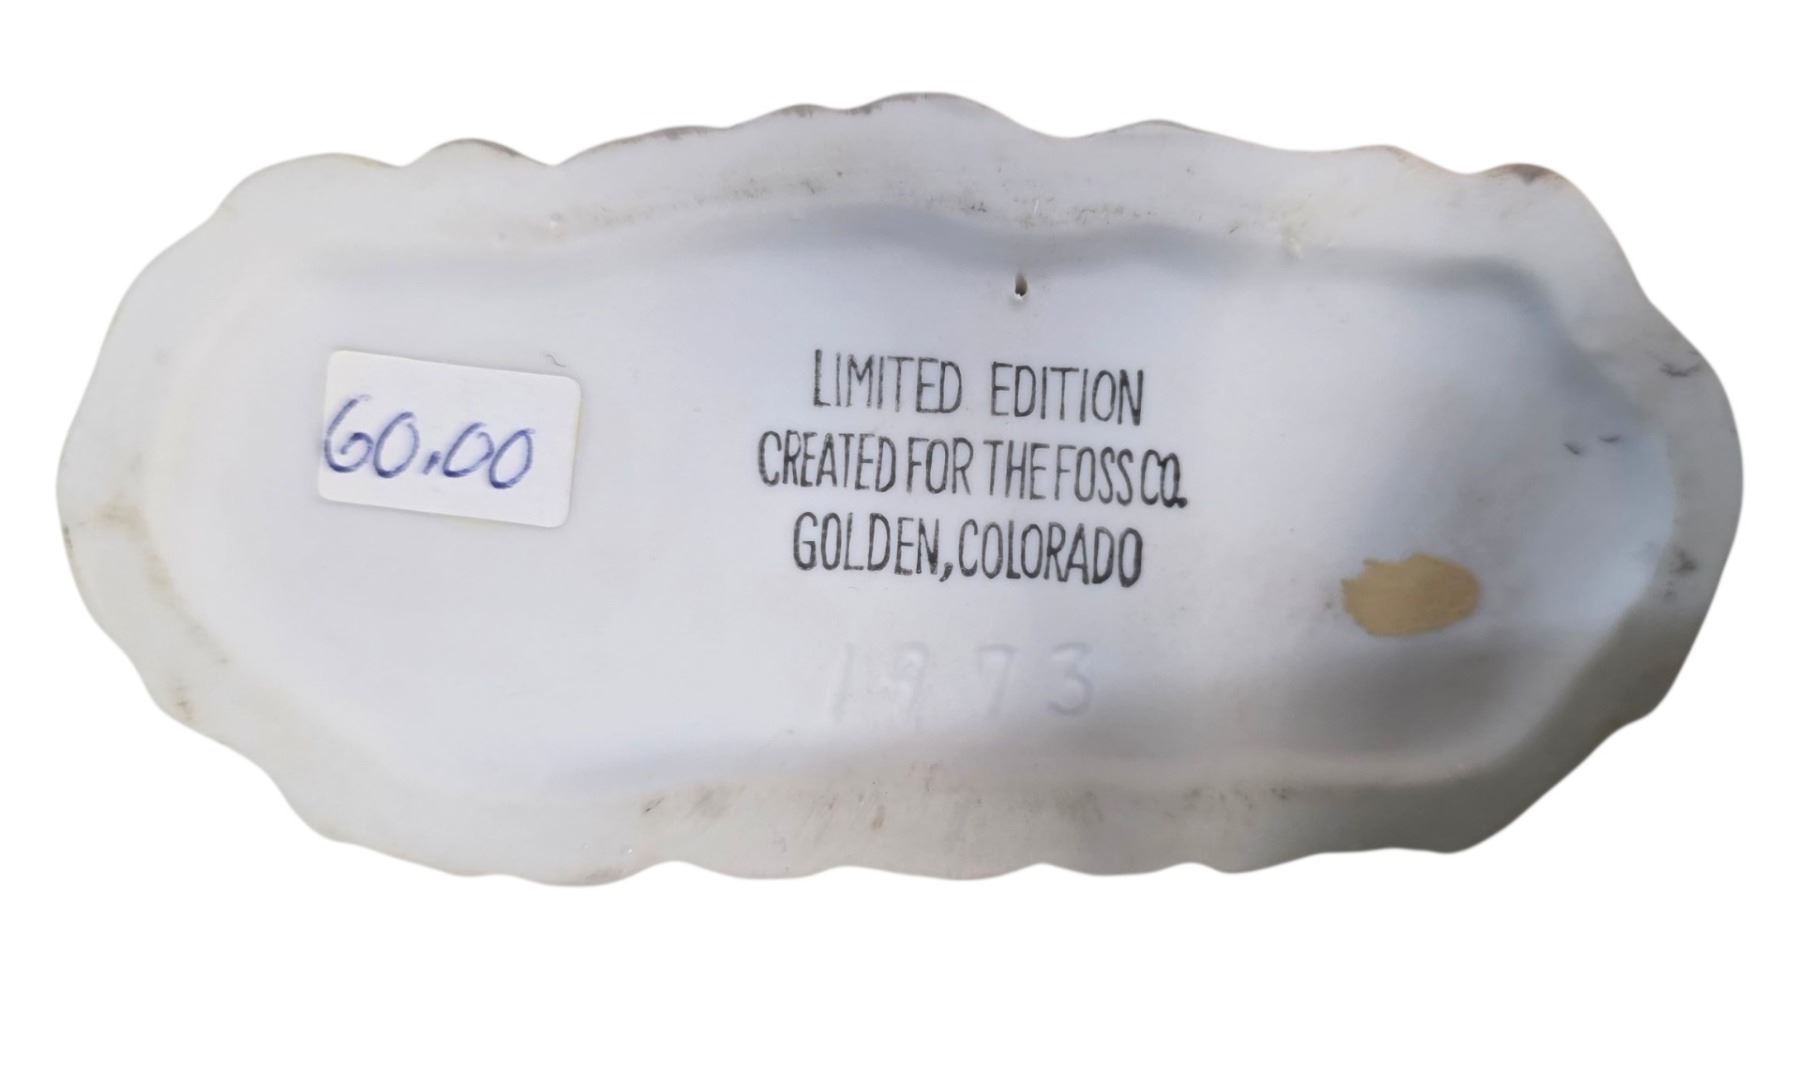 60.00
LIMITED EDITION
CREATED FOR THE FOSS CO.
GOLDEN, COLORADO
1973